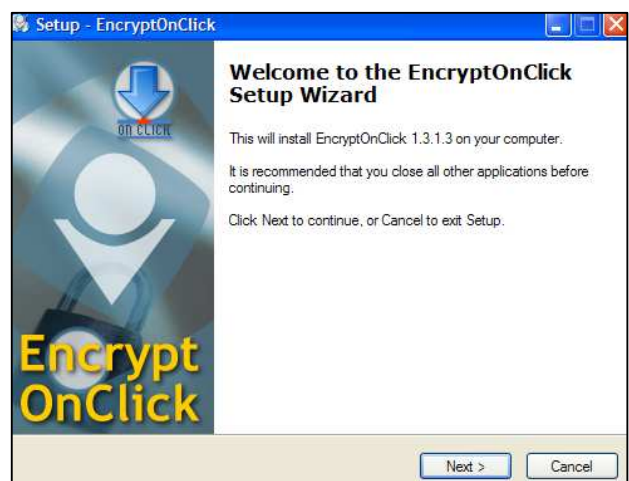 Setup - EncryptOnClick
ON CLICK
Encrypt
OnClick
Welcome to the EncryptOnClick
Setup Wizard
This will install EncryptOnClick 1.3.1.3 on your computer.
It is recommended that you close all other applications before
continuing.
Click Next to continue, or Cancel to exit Setup.
Next >
Cancel